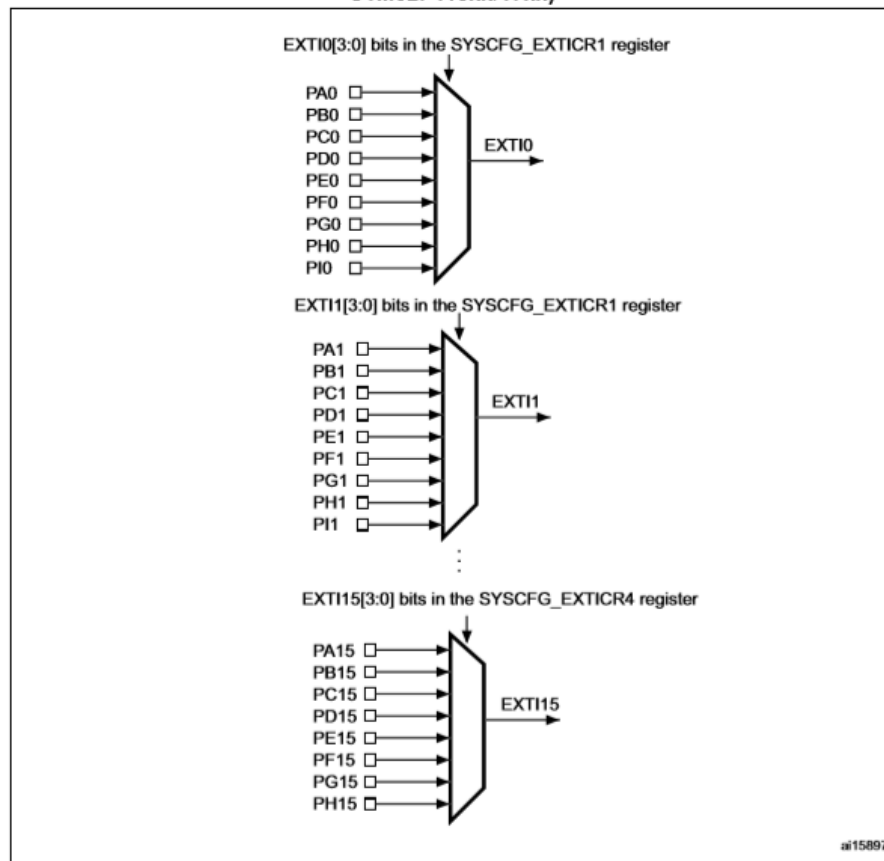 EXTI0[3:0] bits in the SYSCFG_EXTICR1 register
PA0
PB0
PC0
PD0
PE0
PF0
PG0
PH0
PI0
EXTI0
EXTI1[3:0] bits in the SYSCFG_EXTICR1 register
PA1
PB1
PC1
PD1
PE1
PF1
PG1
PH1
PI1
EXTI1
EXTI15[3:0] bits in the SYSCFG_EXTICR4 register
PA15
PB15
PC15
PD15
PE15
PF15
PG15
PH15
EXTI15
ai15897